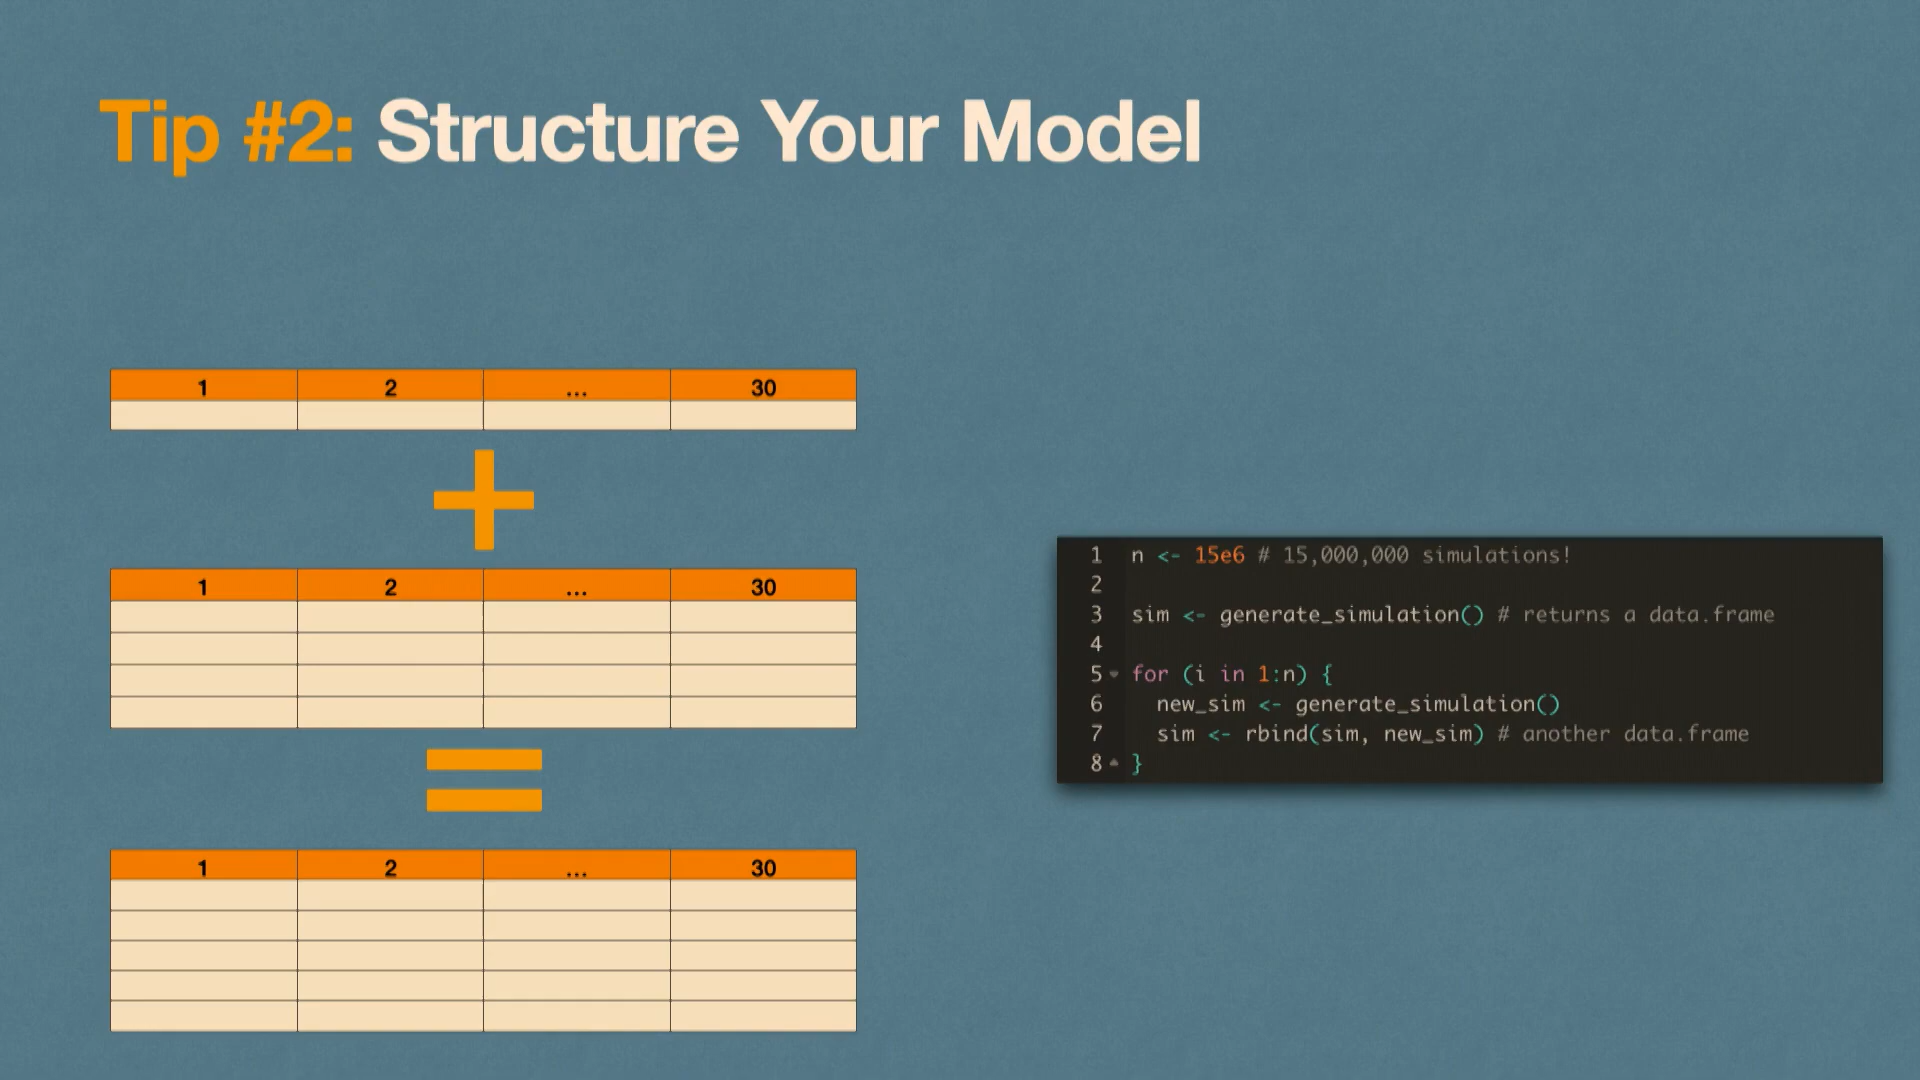 Tip #2: Structure Your Model
1 2 ... 30
1 2 ... 30
1 2 ... 30
1 n <- 15e6 # 15,000,000 simulations!
2
3 sim <- generate_simulation() # returns a data.frame
4
5 for (i in 1:n) {
6   new_sim <- generate_simulation()
7   sim <- rbind(sim, new_sim) # another data.frame
8 }